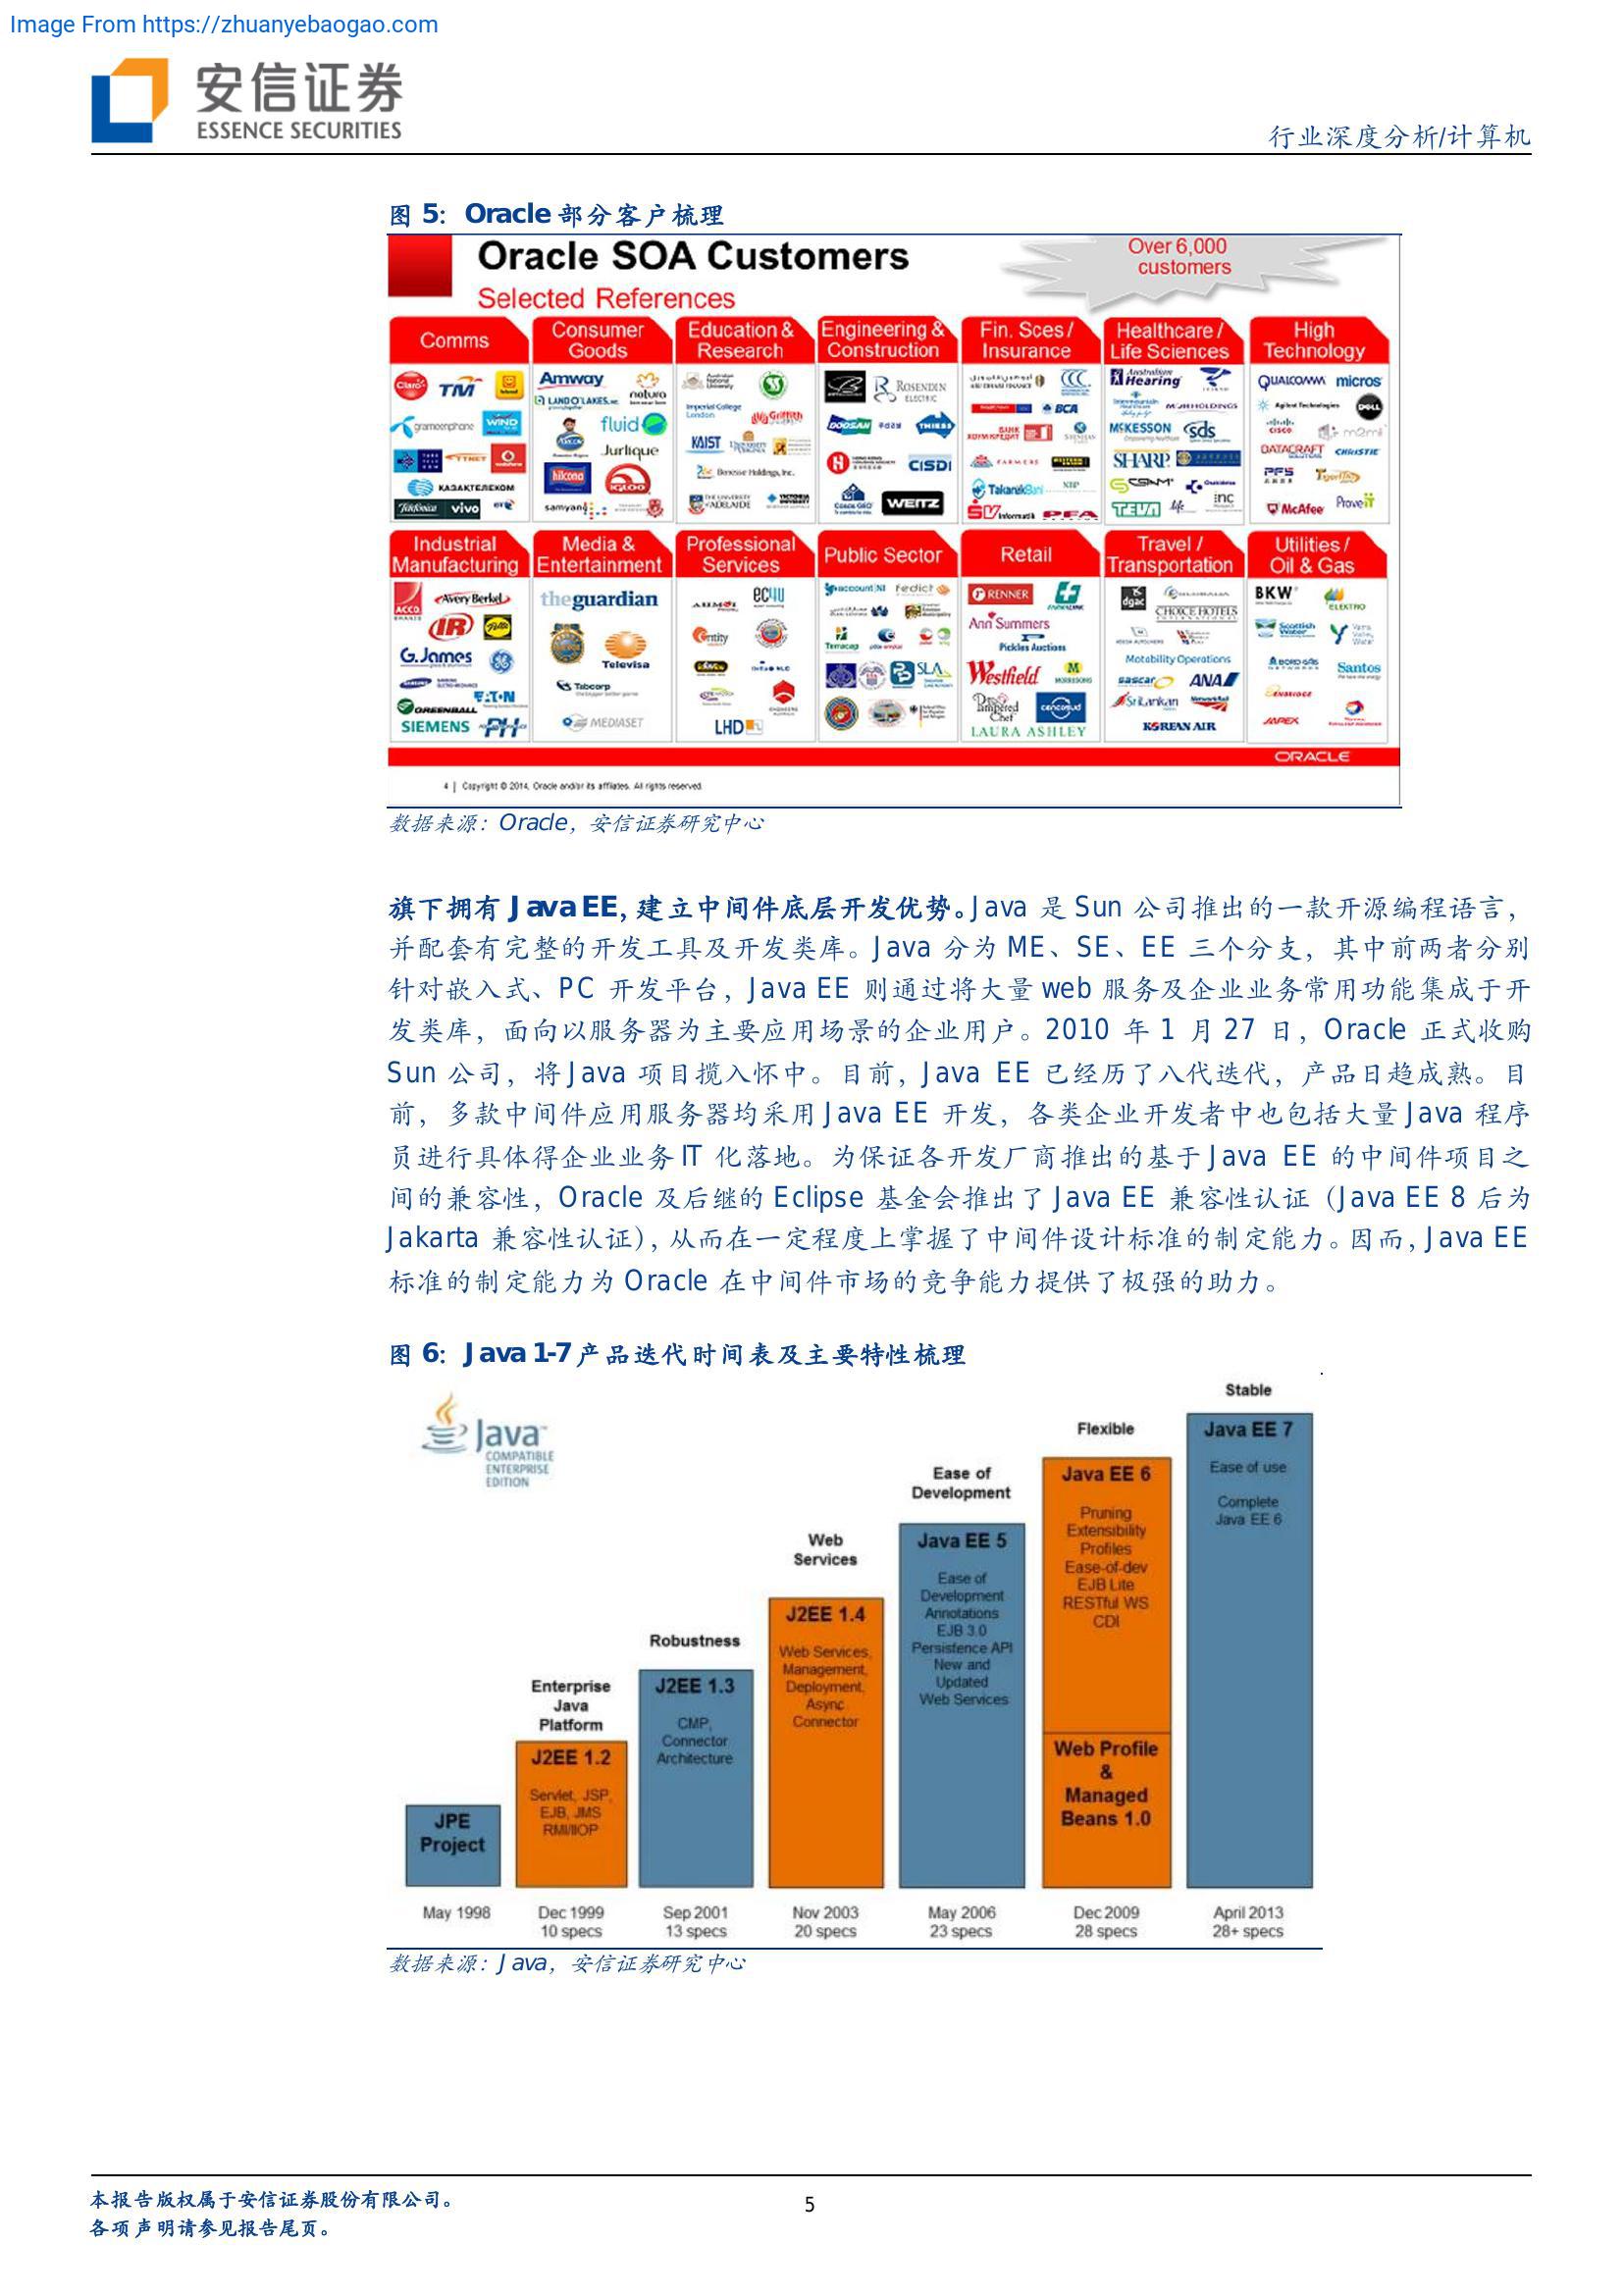 Image From https://zhuanyebaogao.com
安信证券
ESSENCE SECURITIES
行业深度分析/计算机
图 5: Oracle 部分客户梳理
Oracle SOA Customers
Selected References
Over 6,000
customers
Comms
Consumer
Goods
Education &
Research
Engineering &
Construction
Fin. Sces /
Insurance
Healthcare /
Life Sciences
High
Technology
Claro
TM
Amway
natura
Imperial College
London
Griffith
ROSENDIN
ELECTRIC
CCC
Australian
Hearing
QUALCOMM
micros
Agilent Technologies
DELL
LAND O'LAKES
grameenphone
WIND
fluid
Jurlique
KAIST
DOOSAN
THIESS
BCA
McKESSON
sds
CISCO
m2mi
DATACRAFT
CHRISTIE
TTNET
vodafone
hikona
IGLOO
Benesse Holdings, Inc.
CISDI
FARMERS
SHARP
PFS
КАЗАКТЕЛЕКОМ
Telefonica
vivo
samyang
THE UNIVERSITY
of ADELAIDE
WEITZ
TakarékBank
PFA
TEVA
life
inc
McAfee
Proveit
Industrial
Manufacturing
Media &
Entertainment
Professional
Services
Public Sector
Retail
Travel /
Transportation
Utilities /
Oil & Gas
ACCO
Avery Berkel
IR
theguardian
ec4u
accountNI
fedict
RENNER
dgac
CHOICE HOTELS
BKW
ELEKTRO
G.James
Televisa
entity
Terracap
Ann Summers
Pickles Auctions
Scottish
Water
Yarra
Valley
Water
Tabcorp
SLA
Westfield
MORRISONS
Motability Operations
sascar
ANA
BORD GÁIS
Santos
EATON
GREENBALL
SIEMENS
MEDIASET
LHD
Pampered
Chef
cencosud
LAURA ASHLEY
SriLankan
KOREAN AIR
ENBRIDGE
JAPEX
ORACLE
4 | Copyright © 2014, Oracle and/or its affiliates. All rights reserved.
数据来源：Oracle，安信证券研究中心
旗下拥有 Java EE，建立中间件底层开发优势。Java 是 Sun 公司推出的一款开源编程语言，
并配套有完整的开发工具及开发类库。Java 分为 ME、SE、EE 三个分支，其中前两者分别
针对嵌入式、PC 开发平台，Java EE 则通过将大量 web 服务及企业业务常用功能集成于开
发类库，面向以服务器为主要应用场景的企业用户。2010 年 1 月 27 日，Oracle 正式收购
Sun 公司，将 Java 项目揽入怀中。目前，Java EE 已经历了八代迭代，产品日趋成熟。目
前，多款中间件应用服务器均采用 Java EE 开发，各类企业开发者中也包括大量 Java 程序
员进行具体得企业业务 IT 化落地。为保证各开发厂商推出的基于 Java EE 的中间件项目之
间的兼容性，Oracle 及后继的 Eclipse 基金会推出了 Java EE 兼容性认证（Java EE 8 后为
Jakarta 兼容性认证），从而在一定程度上掌握了中间件设计标准的制定能力。因而，Java EE
标准的制定能力为 Oracle 在中间件市场的竞争能力提供了极强的助力。
图 6: Java 1-7 产品迭代时间表及主要特性梳理
Java™
COMPATIBLE
ENTERPRISE
EDITION
JPE
Project
May 1998
Enterprise
Java
Platform
J2EE 1.2
Servlet, JSP,
EJB, JMS
RMI/IIOP
Dec 1999
10 specs
Robustness
J2EE 1.3
CMP,
Connector
Architecture
Sep 2001
13 specs
Web
Services
J2EE 1.4
Web Services,
Management,
Deployment,
Async
Connector
Nov 2003
20 specs
Ease of
Development
Java EE 5
Ease of
Development
Annotations
EJB 3.0
Persistence API
New and
Updated
Web Services
May 2006
23 specs
Flexible
Java EE 6
Pruning
Extensibility
Profiles
Ease-of-dev
EJB Lite
RESTful WS
CDI
Web Profile
&
Managed
Beans 1.0
Dec 2009
28 specs
Stable
Java EE 7
Ease of use
Complete
Java EE 6
April 2013
28+ specs
数据来源：Java，安信证券研究中心
本报告版权属于安信证券股份有限公司。
各项声明请参见报告尾页。
5